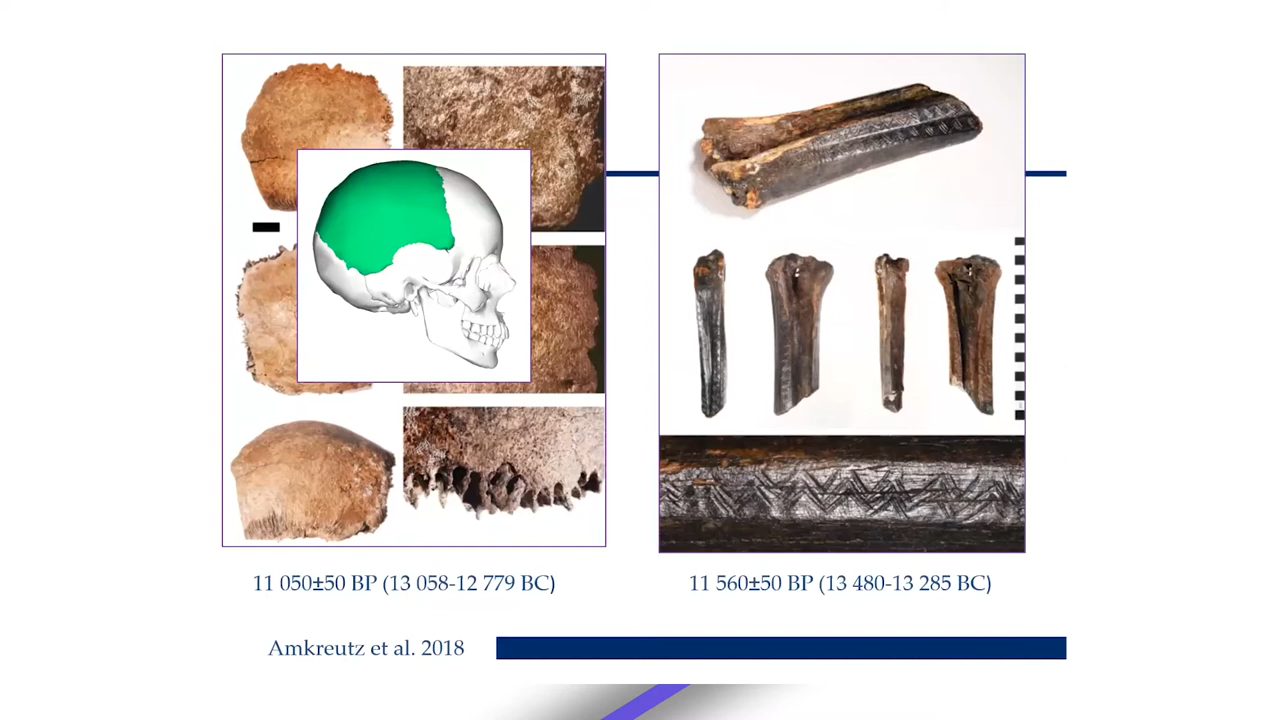 11 050±50 BP (13 058-12 779 BC)
11 560±50 BP (13 480-13 285 BC)
Amkreutz et al. 2018